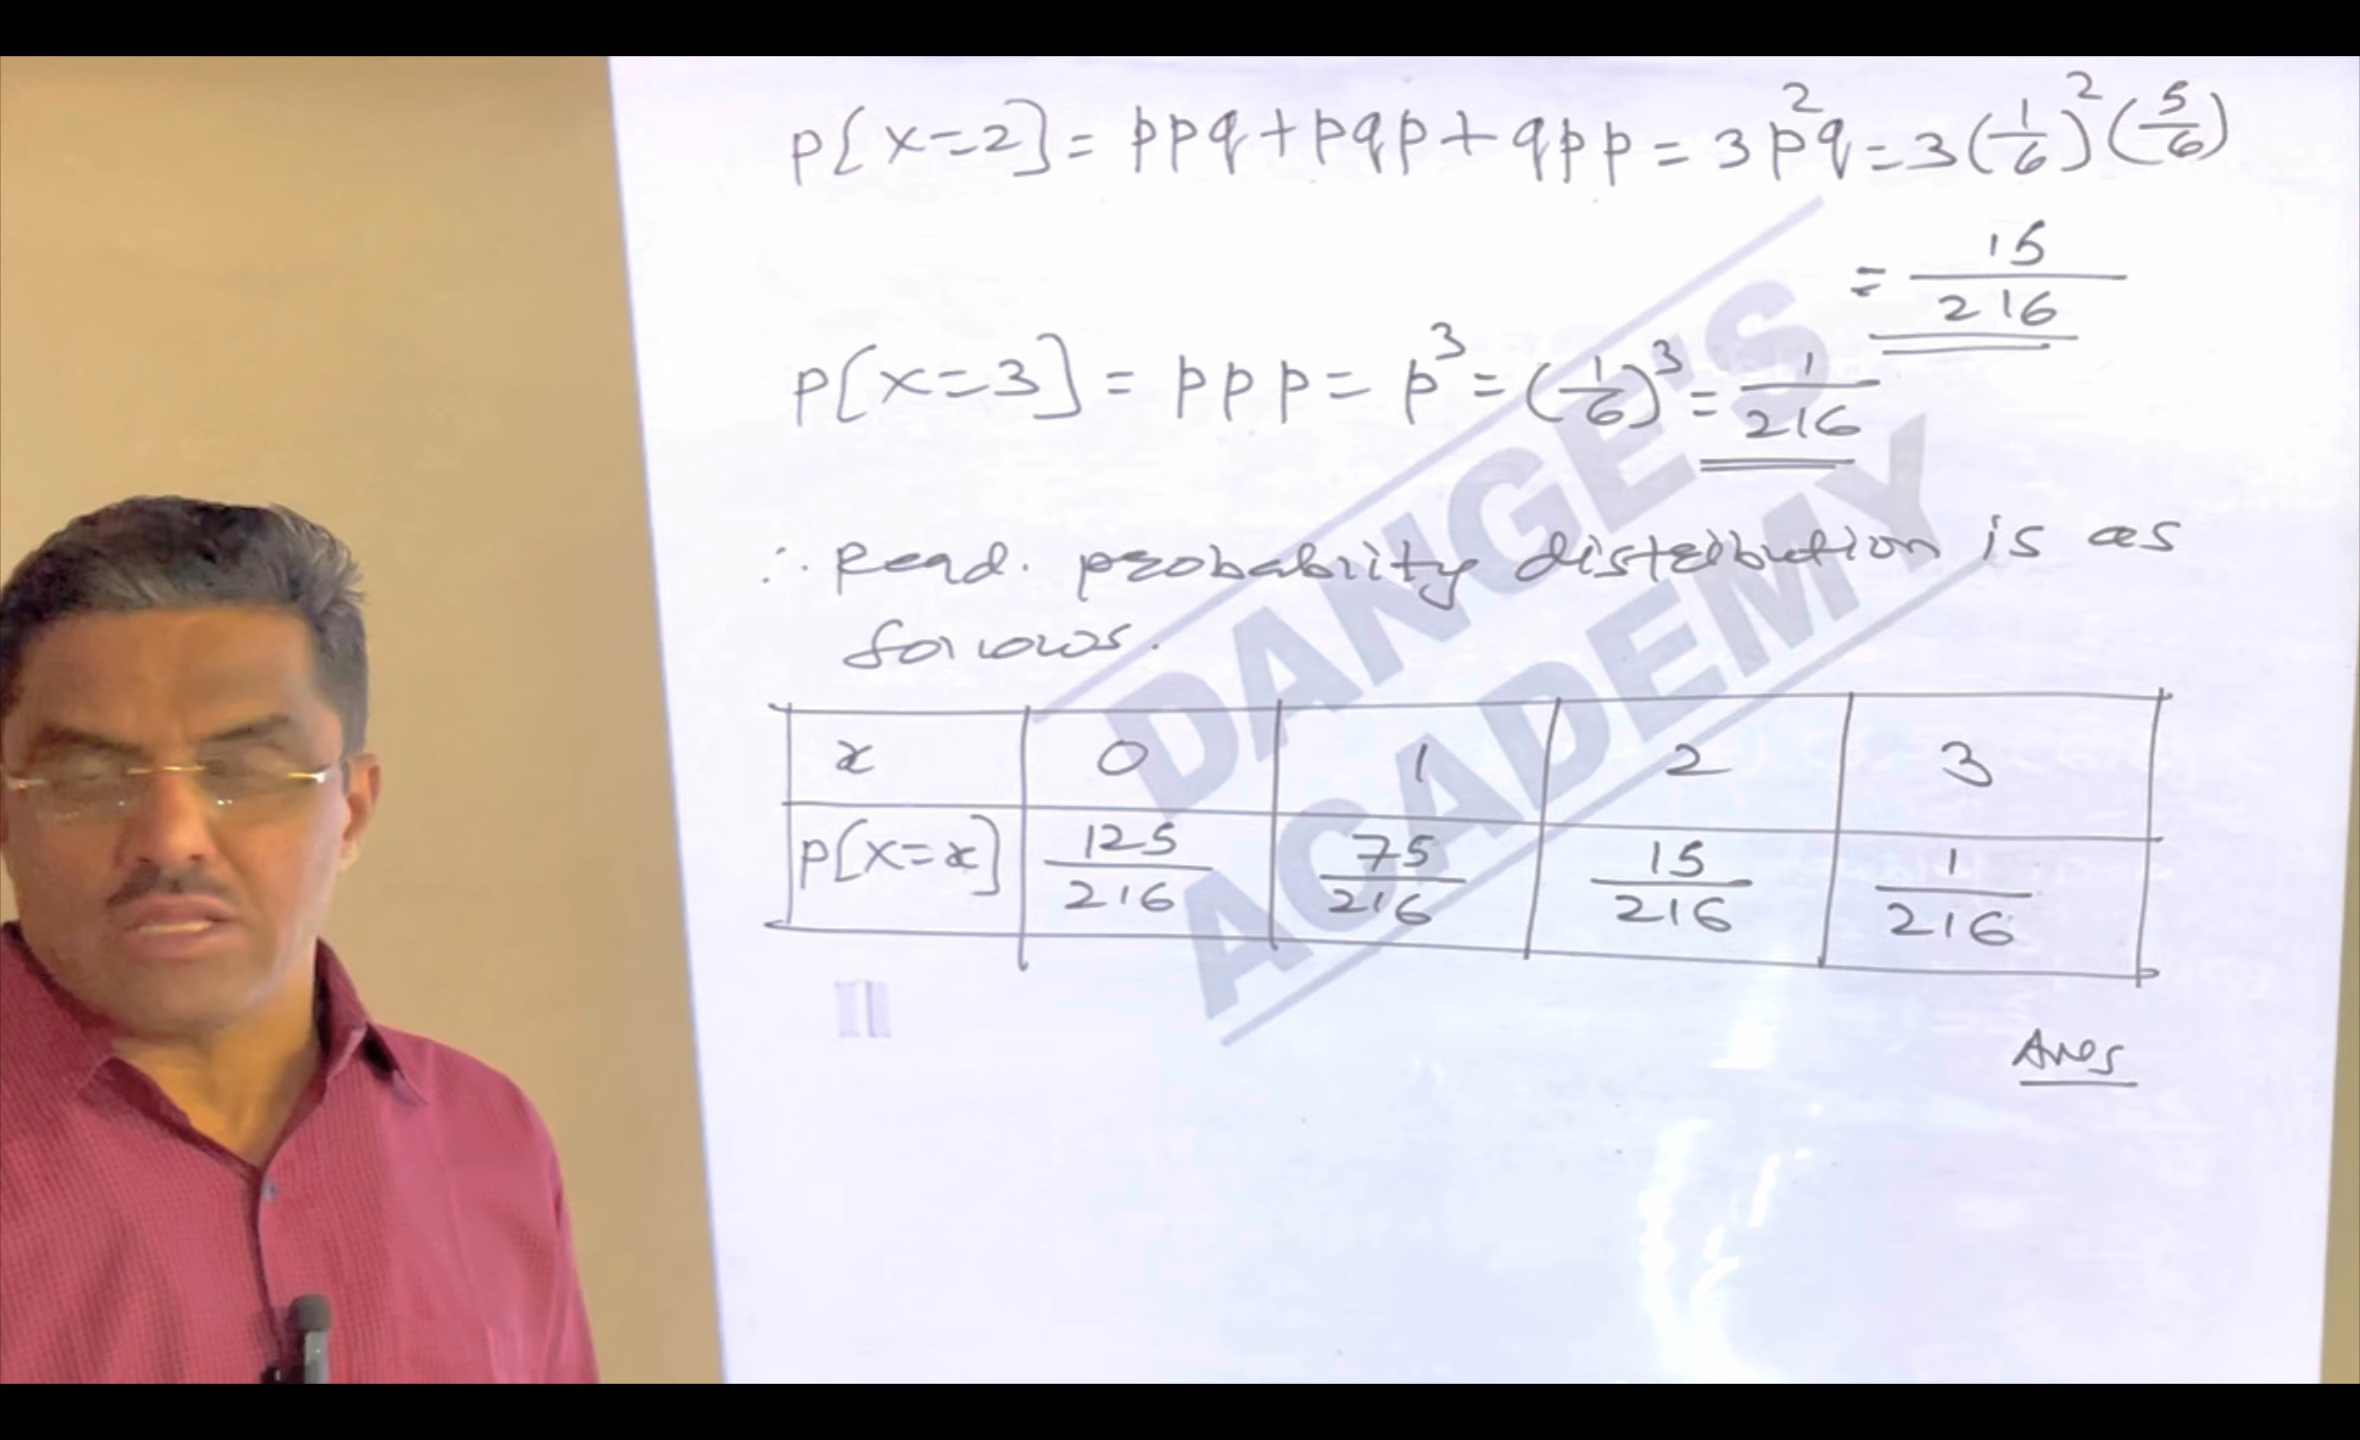 P[X=2] = ppq + pqp + qpp = 3p²q = 3(1/6)²(5/6)
= 15/216
P[X=3] = ppp = p³ = (1/6)³ = 1/216
∴ Reqd. probability distribution is as
follows.
x 0 1 2 3
P[X=x] 125/216 75/216 15/216 1/216
Ans
DANGE'S
ACADEMY